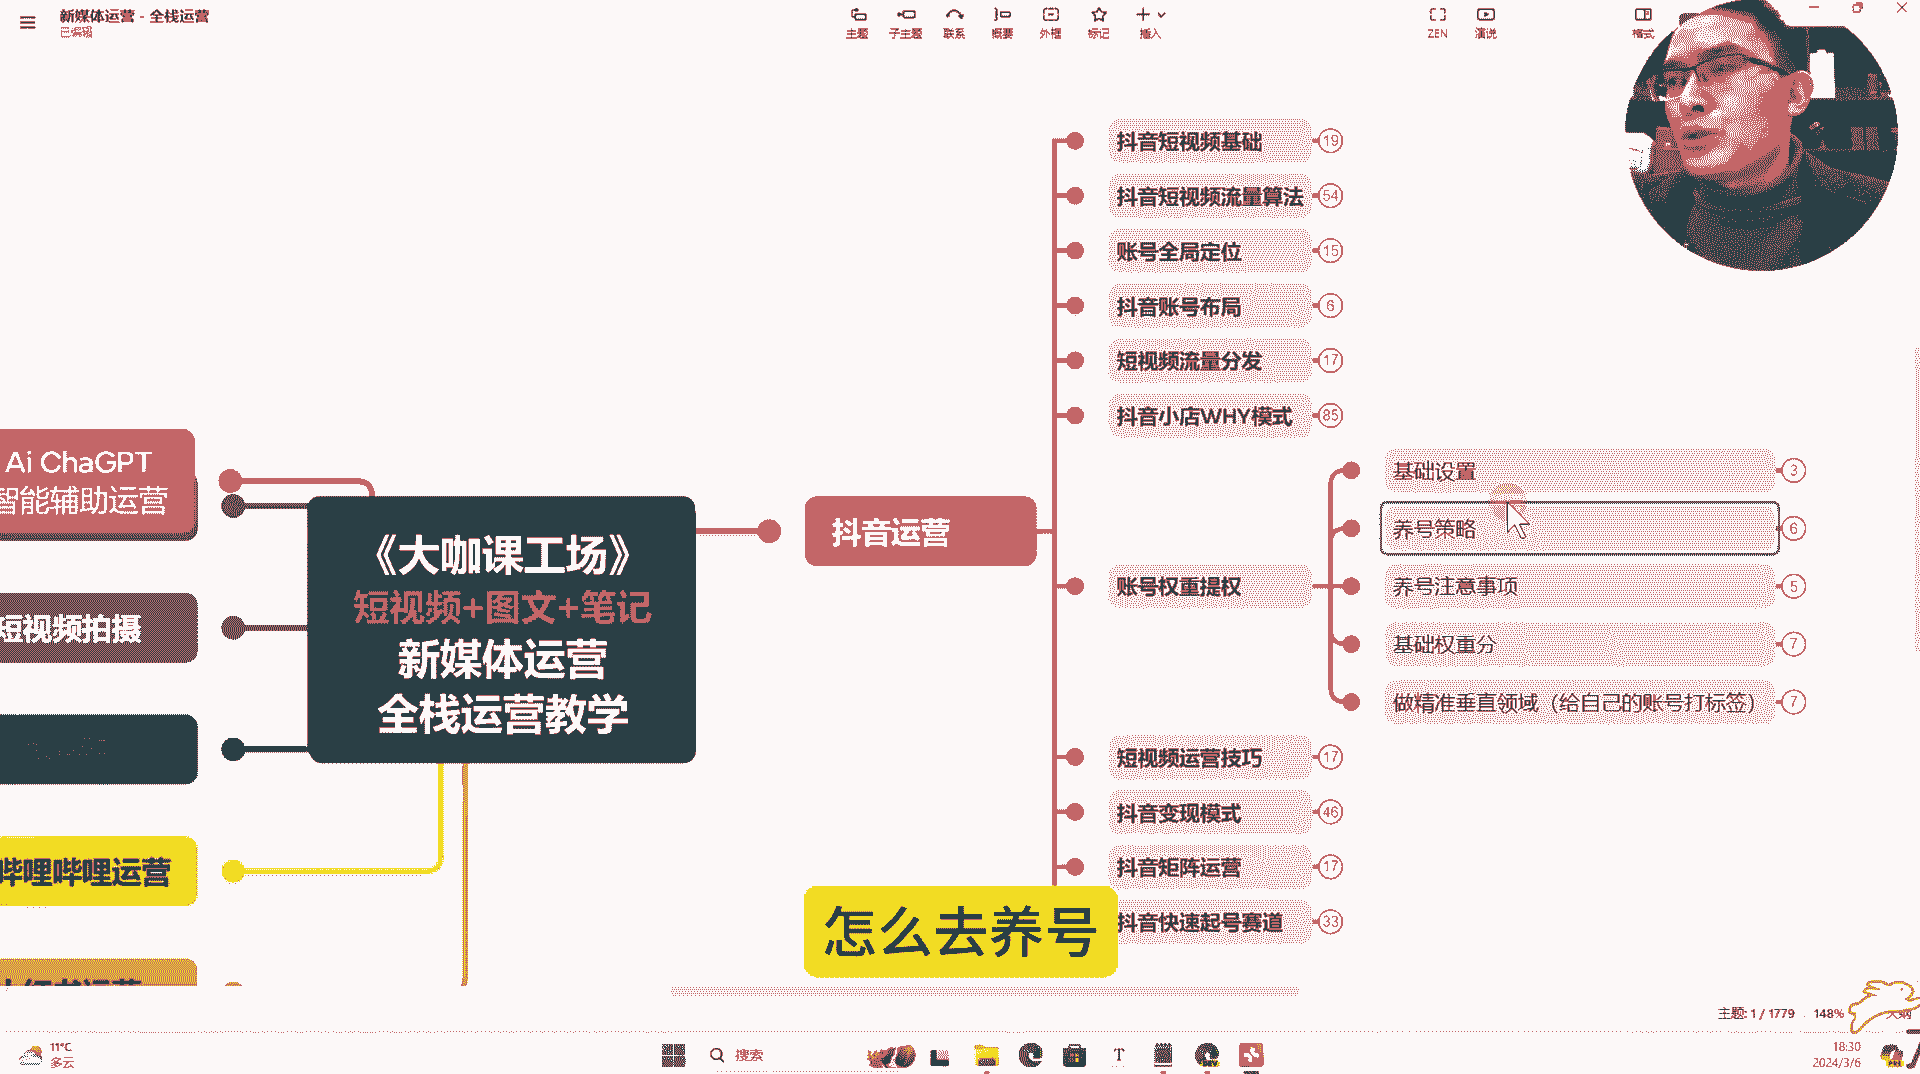 新媒体运营 - 全栈运营
已编辑
主题
子主题
联系
概要
外框
标记
插入
ZEN
演说
格式
抖音短视频基础
19
抖音短视频流量算法
54
账号全局定位
15
抖音账号布局
6
短视频流量分发
17
抖音小店WHY模式
85
Ai ChaGPT
智能辅助运营
基础设置
3
养号策略
6
《大咖课工场》
短视频+图文+笔记
新媒体运营
全栈运营教学
抖音运营
账号权重提权
养号注意事项
5
短视频拍摄
基础权重分
7
做精准垂直领域（给自己的账号打标签）
7
短视频运营技巧
17
抖音变现模式
46
哔哩哔哩运营
抖音矩阵运营
17
怎么去养号
抖音快速起号赛道
33
主题: 1 / 1779
148%
大纲
11°C
多云
搜索
18:30
2024/3/6